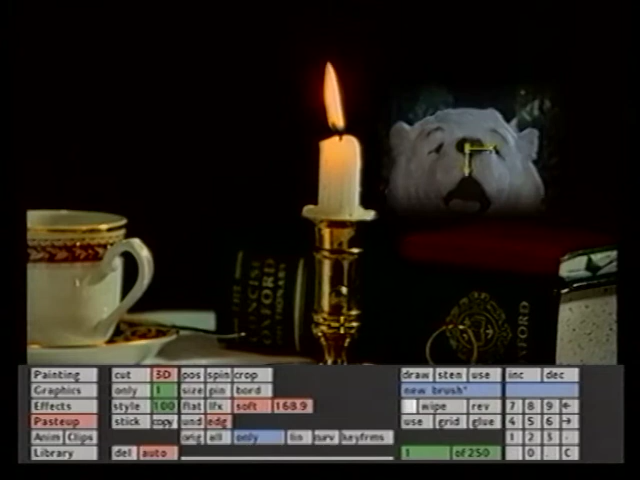 CONCISE
OXFORD
DICTIONARY
Painting cut 3D pos spin crop draw sten use inc dec
Graphics only 1 size pin bord new brush*
Effects style 100 flat lfx soft 168.9 wipe rev 7 8 9 ←
Pasteup stick copy und edg use grid glue 4 5 6 →
Anim Clips orig all only lin curv keyfrms 1 2 3 .
Library del auto 1 of 250 0 . C